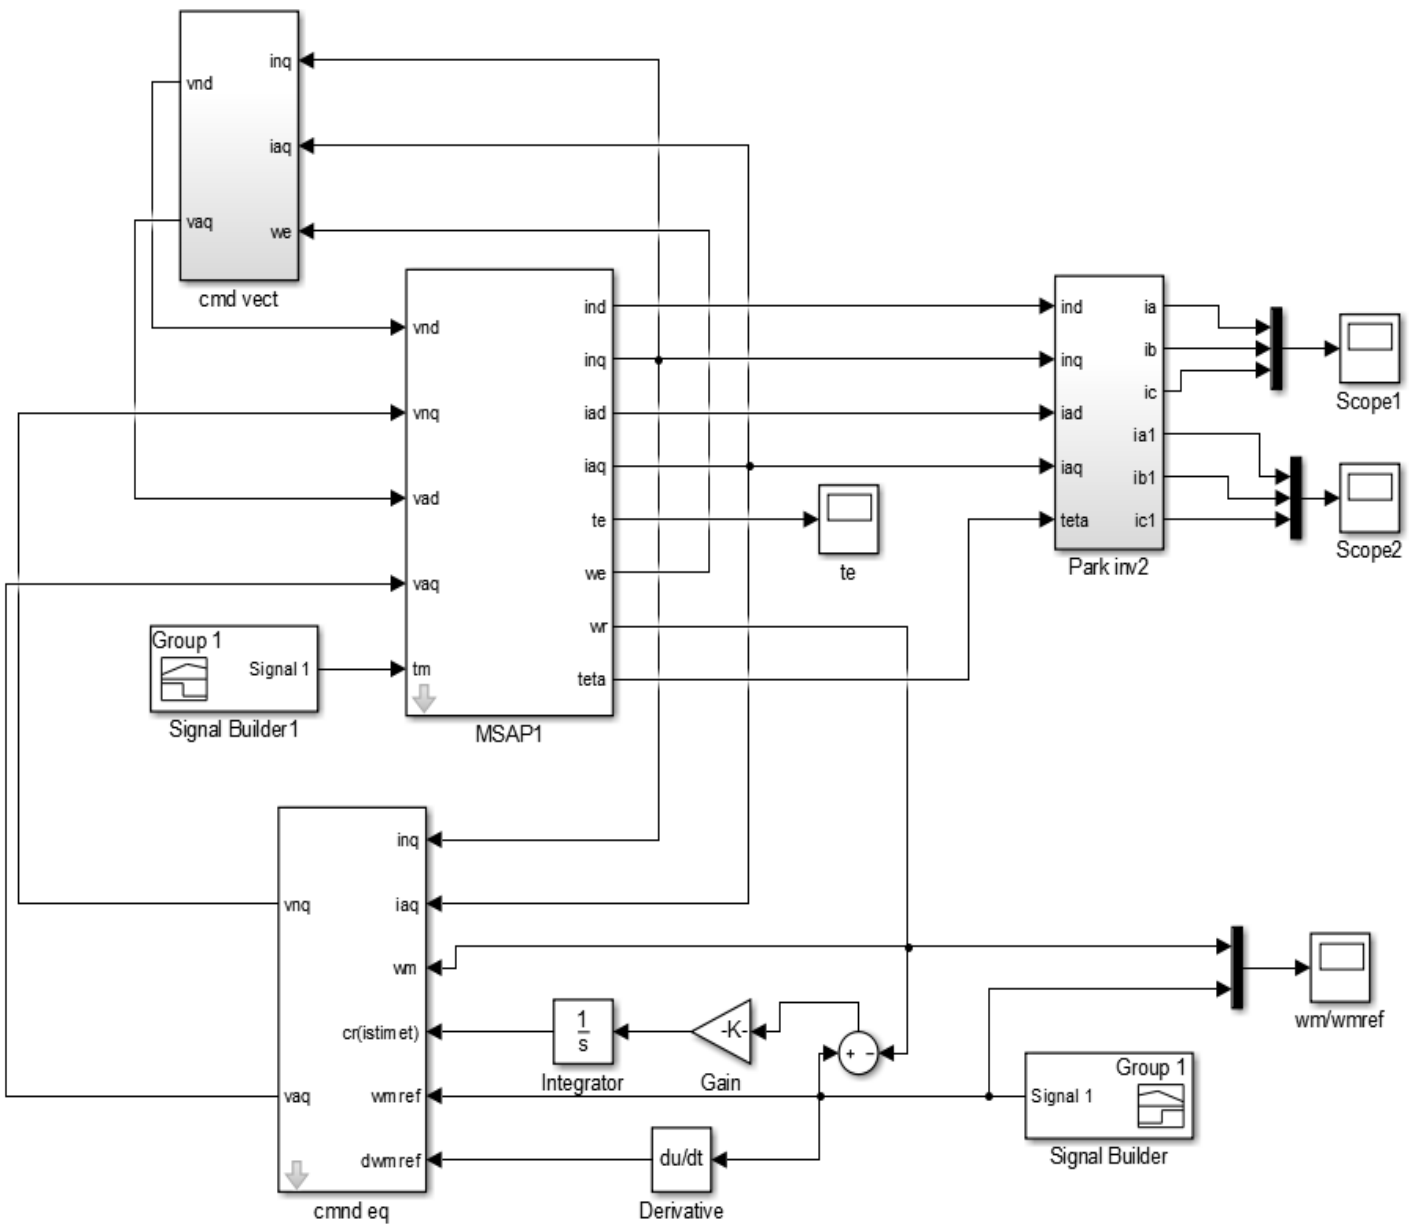 inq
vnd
iaq
vaq
we
cmd vect
vnd
vnq
vad
vaq
tm
ind
inq
iad
iaq
te
we
wr
teta
MSAP1
Group 1
Signal 1
Signal Builder1
te
ind
inq
iad
iaq
teta
ia
ib
ic
ia1
ib1
ic1
Park inv2
Scope1
Scope2
inq
vnq
iaq
wm
cr(istimet)
vaq
wmref
dwmref
cmnd eq
1
s
Integrator
-K-
Gain
+ −
du/dt
Derivative
Group 1
Signal 1
Signal Builder
wm/wmref